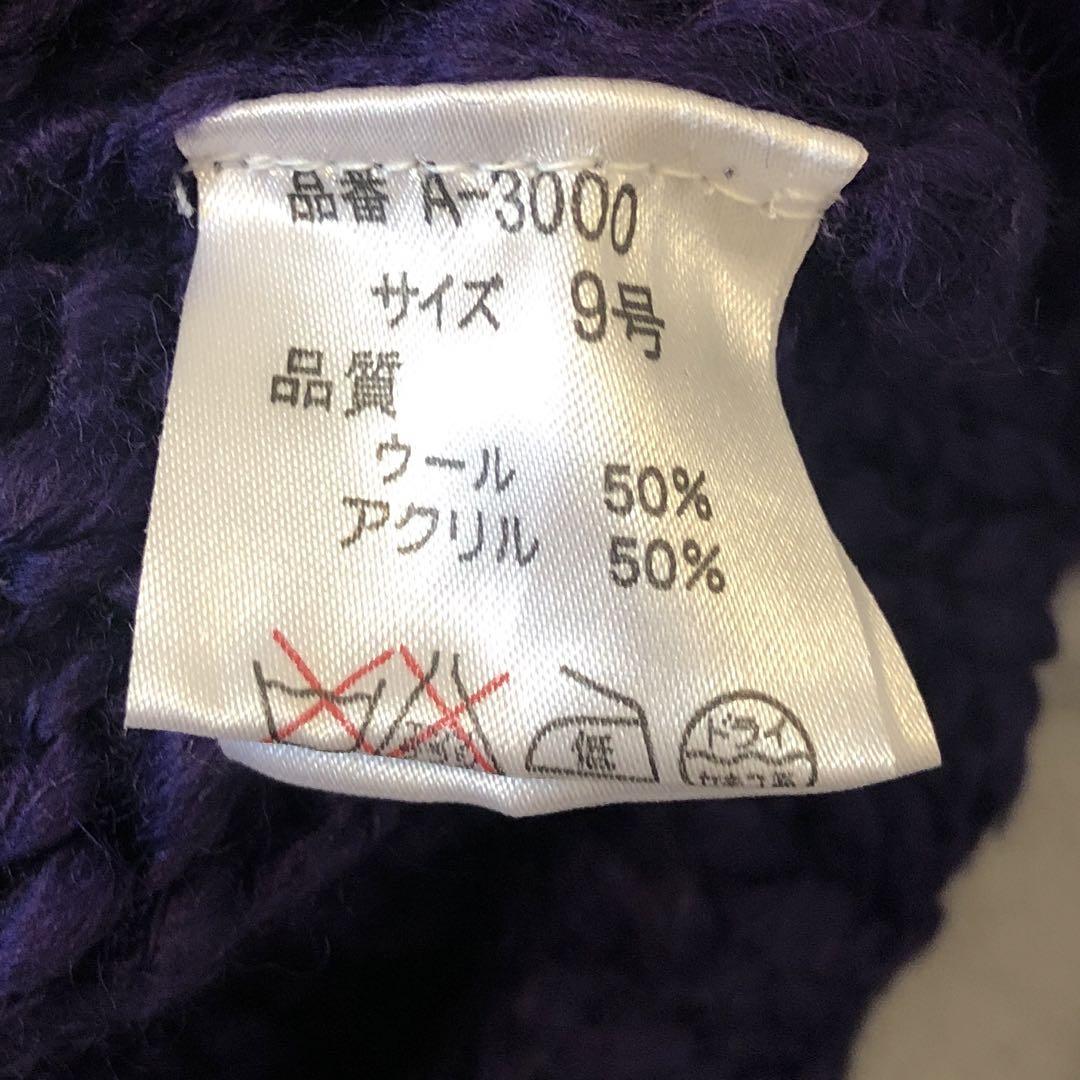 品番 A-3000
サイズ 9号
品質
ウール 50%
アクリル 50%
低 ドライ